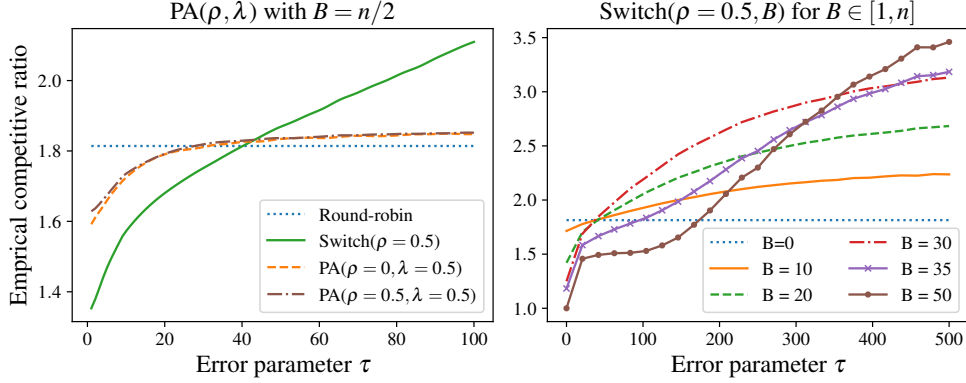 PA(ρ, λ) with B = n/2
Emprical competitive ratio
2.0
1.8
1.6
1.4
Round-robin
Switch(ρ = 0.5)
PA(ρ = 0, λ = 0.5)
PA(ρ = 0.5, λ = 0.5)
0 20 40 60 80 100
Error parameter τ
Switch(ρ = 0.5, B) for B ∈ [1, n]
3.5
3.0
2.5
2.0
1.5
1.0
B=0
B = 10
B = 20
B = 30
B = 35
B = 50
0 100 200 300 400 500
Error parameter τ